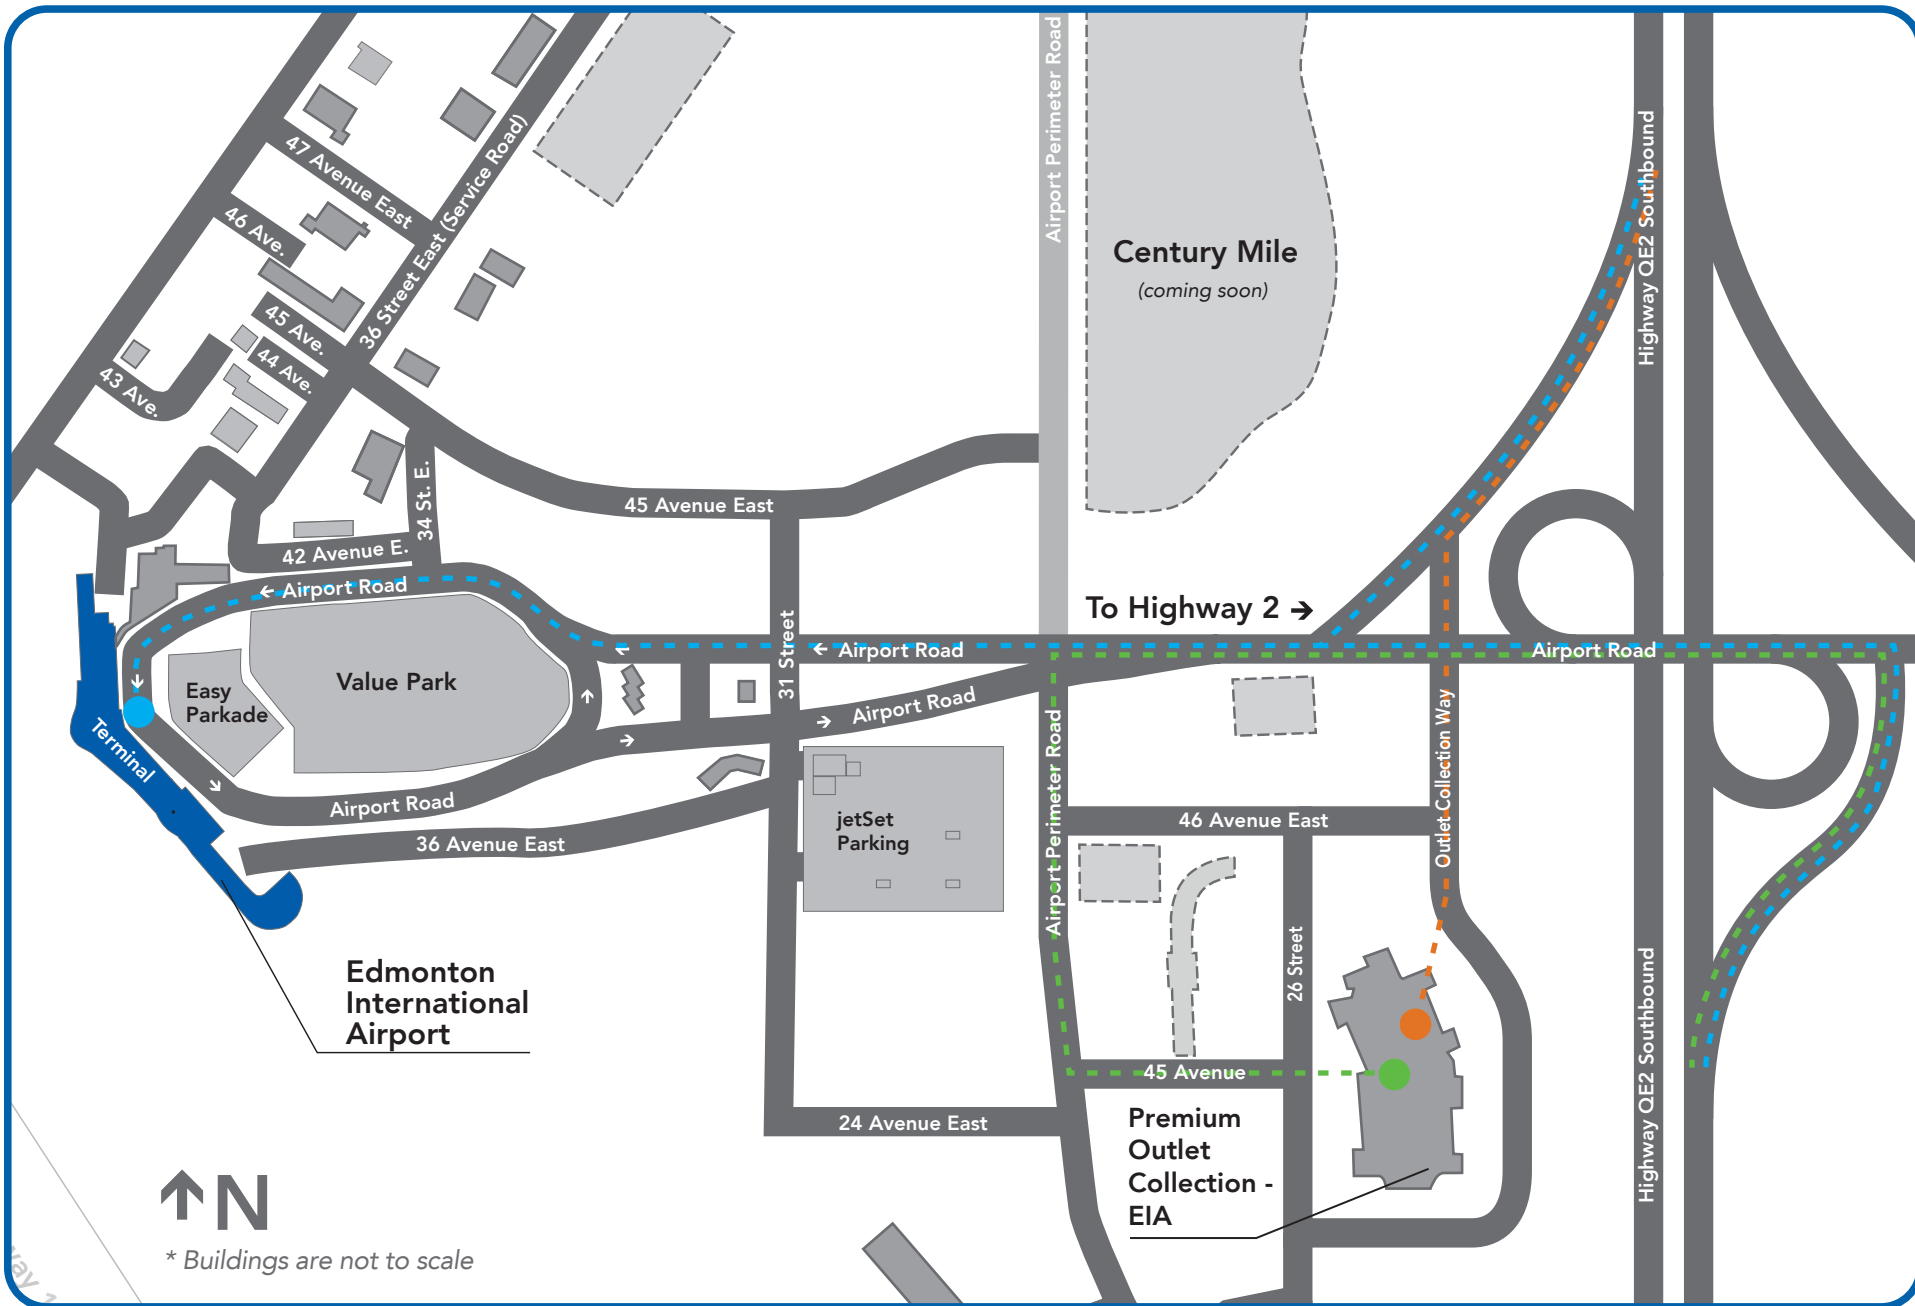 Airport Perimeter Road
Highway QE2 Southbound
47 Avenue East
36 Street East (Service Road)
46 Ave.
Century Mile
(coming soon)
45 Ave.
44 Ave.
43 Ave.
34 St. E.
45 Avenue East
42 Avenue E.
← Airport Road
To Highway 2 →
31 Street
← Airport Road
Airport Road
Value Park
Easy
Parkade
Airport Road
Terminal
Airport Road
36 Avenue East
jetSet
Parking
Airport Perimeter Road
46 Avenue East
Outlet Collection Way
26 Street
Edmonton
International
Airport
Highway QE2 Southbound
45 Avenue
24 Avenue East
Premium
Outlet
Collection -
EIA
N
* Buildings are not to scale